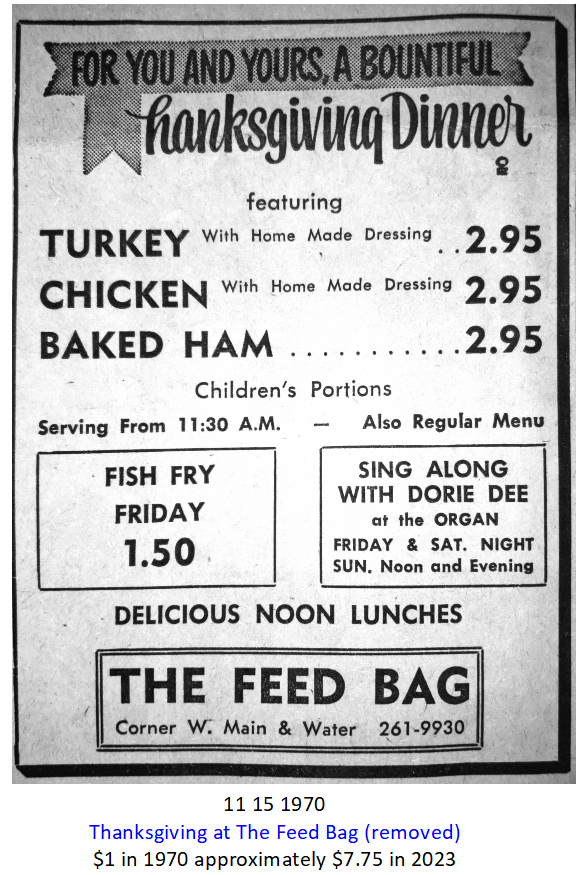 FOR YOU AND YOURS, A BOUNTIFUL
Thanksgiving Dinner
featuring
TURKEY With Home Made Dressing ..2.95
CHICKEN With Home Made Dressing 2.95
BAKED HAM ...........2.95
Children's Portions
Serving From 11:30 A.M. — Also Regular Menu
FISH FRY
FRIDAY
1.50
SING ALONG
WITH DORIE DEE
at the ORGAN
FRIDAY & SAT. NIGHT
SUN. Noon and Evening
DELICIOUS NOON LUNCHES
THE FEED BAG
Corner W. Main & Water 261-9930
11 15 1970
Thanksgiving at The Feed Bag (removed)
$1 in 1970 approximately $7.75 in 2023